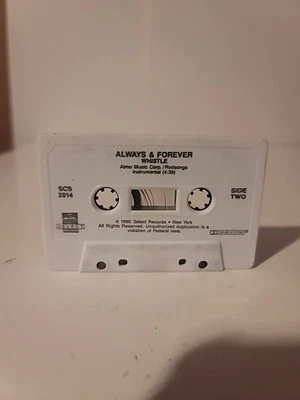 ALWAYS & FOREVER
WHISTLE
Almo Music Corp./Rodsongs
Instrumental (4:39)
SCS
2014
SIDE
TWO
SELECT
℗ 1990 Select Records • New York
All Rights Reserved. Unauthorized duplication is a
violation of Federal laws.